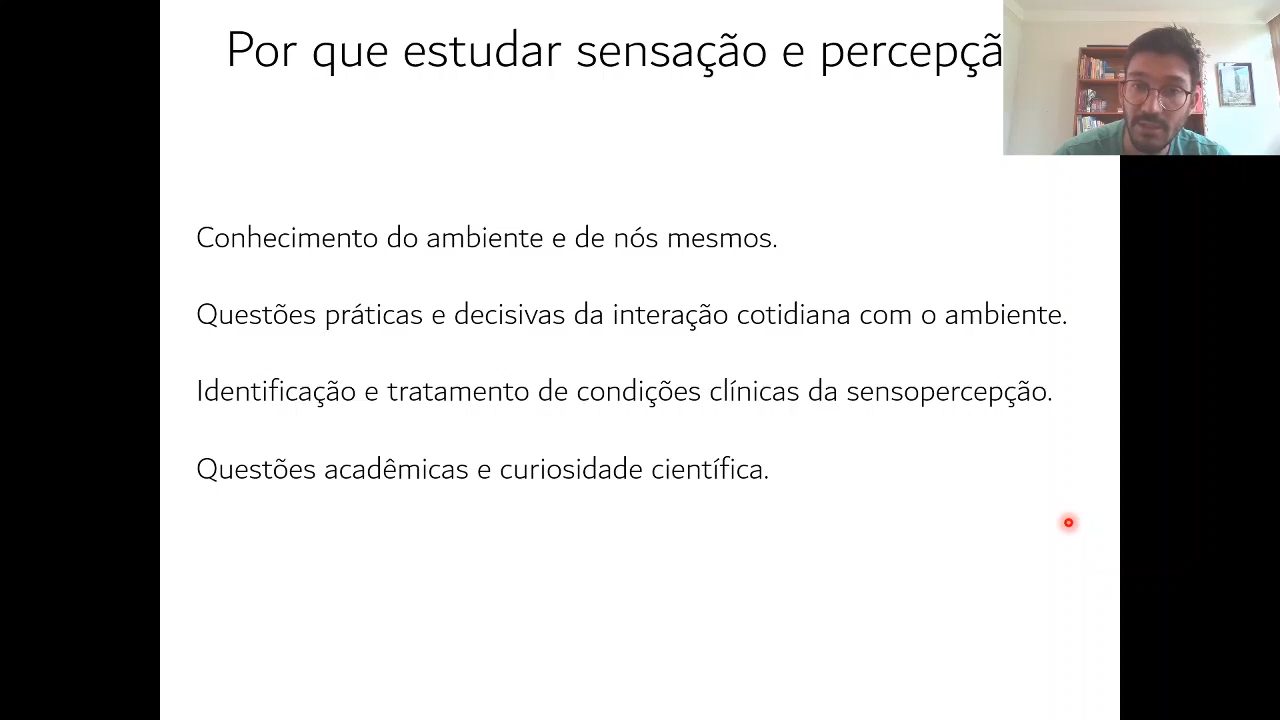 Por que estudar sensação e percepçã
Conhecimento do ambiente e de nós mesmos.
Questões práticas e decisivas da interação cotidiana com o ambiente.
Identificação e tratamento de condições clínicas da sensopercepção.
Questões acadêmicas e curiosidade científica.